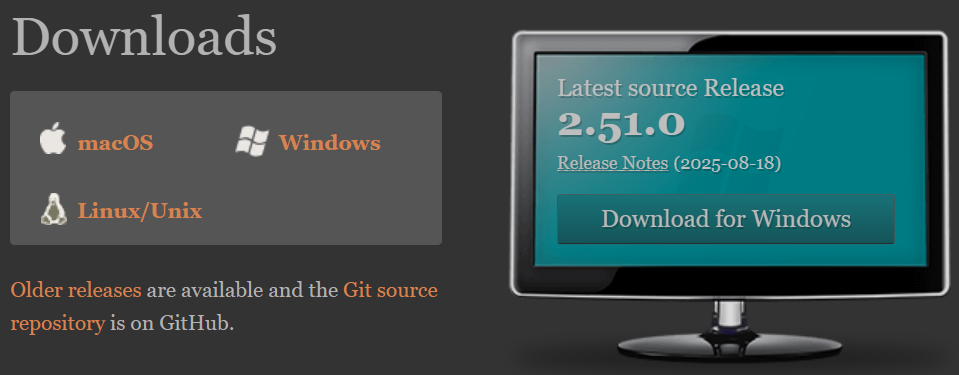 Downloads
macOS
Windows
Linux/Unix
Older releases are available and the Git source
repository is on GitHub.
Latest source Release
2.51.0
Release Notes (2025-08-18)
Download for Windows